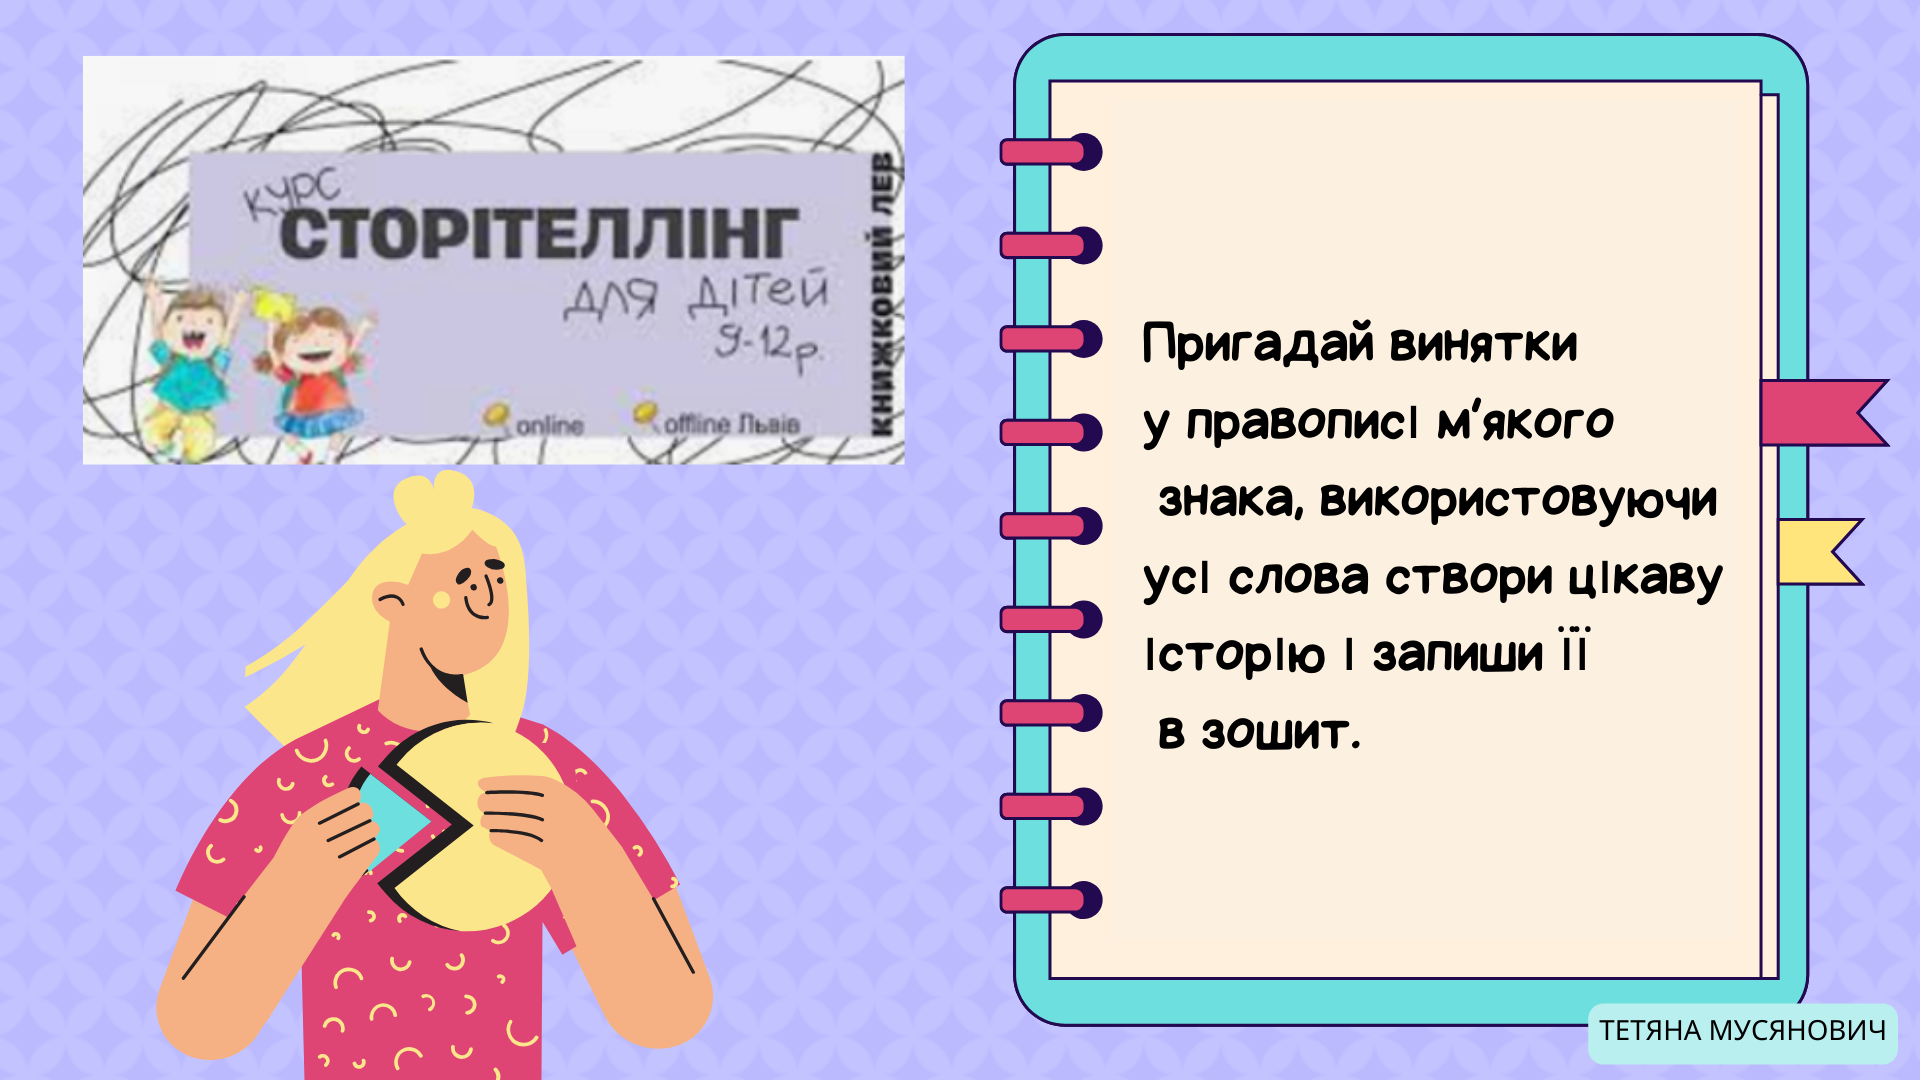 КУРС
СТОРІТЕЛЛІНГ
ДЛЯ ДІТЕЙ
9-12р.
online
offline Львів
КНИЖКОВИЙ ЛЕВ
Пригадай винятки
у правописі м'якого
знака, використовуючи
усі слова створи цікаву
історію і запиши її
в зошит.
ТЕТЯНА МУСЯНОВИЧ